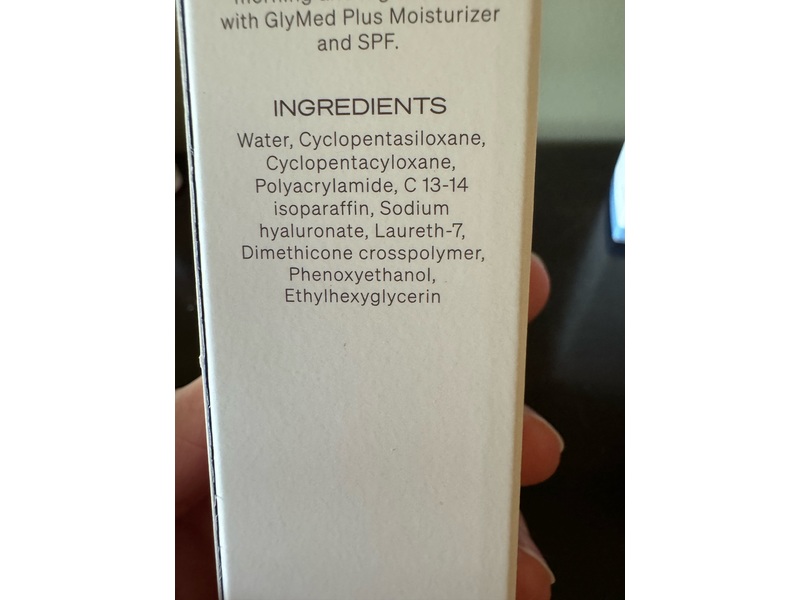 with GlyMed Plus Moisturizer
and SPF.
INGREDIENTS
Water, Cyclopentasiloxane,
Cyclopentacyloxane,
Polyacrylamide, C 13-14
isoparaffin, Sodium
hyaluronate, Laureth-7,
Dimethicone crosspolymer,
Phenoxyethanol,
Ethylhexyglycerin